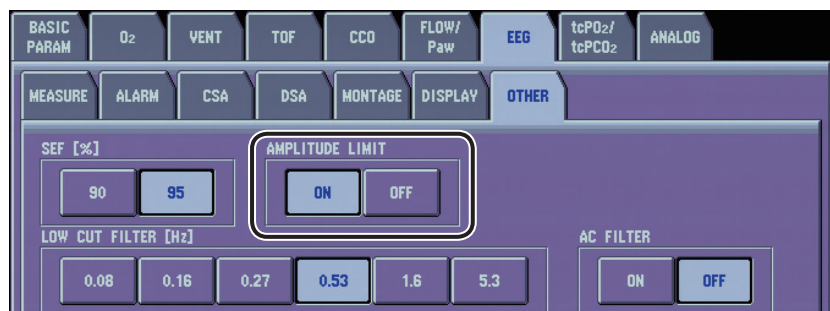 BASIC PARAM O2 VENT TOF CCO FLOW/ Paw EEG tcPO2/ tcPCO2 ANALOG
MEASURE ALARM CSA DSA MONTAGE DISPLAY OTHER
SEF [%] AMPLITUDE LIMIT
90 95 ON OFF
LOW CUT FILTER [Hz] AC FILTER
0.08 0.16 0.27 0.53 1.6 5.3 ON OFF